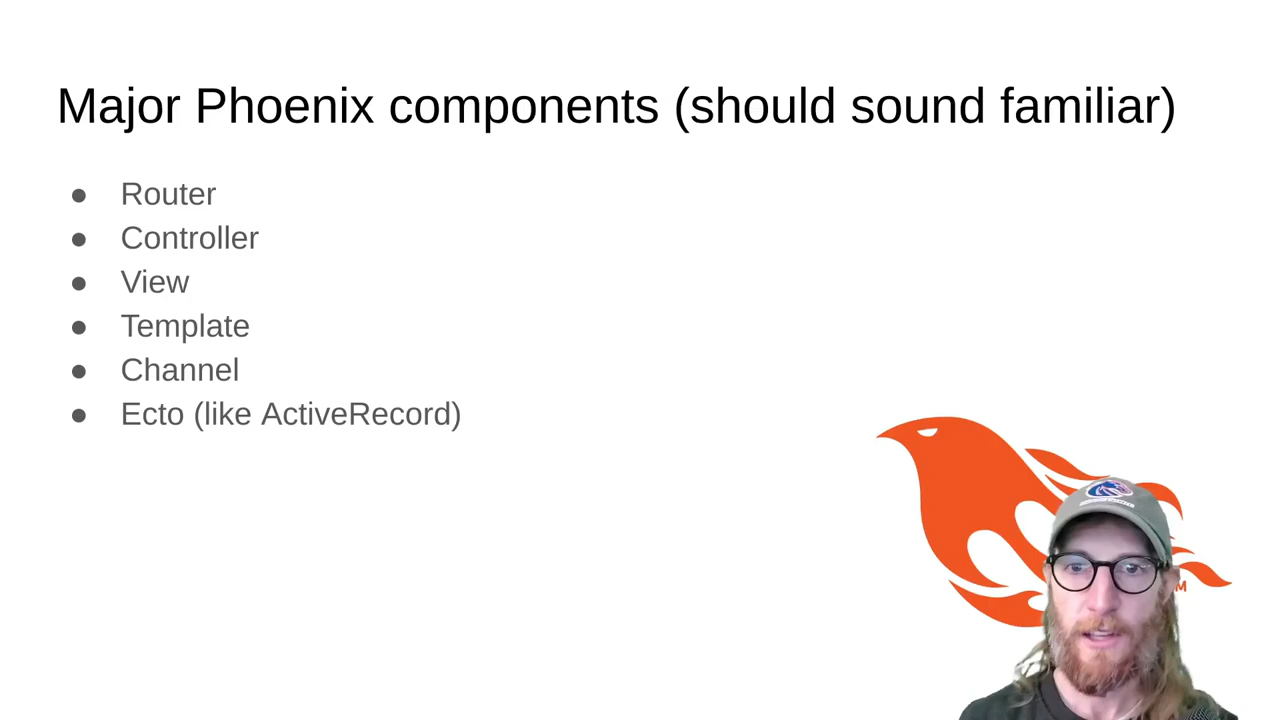 Major Phoenix components (should sound familiar)
● Router
● Controller
● View
● Template
● Channel
● Ecto (like ActiveRecord)